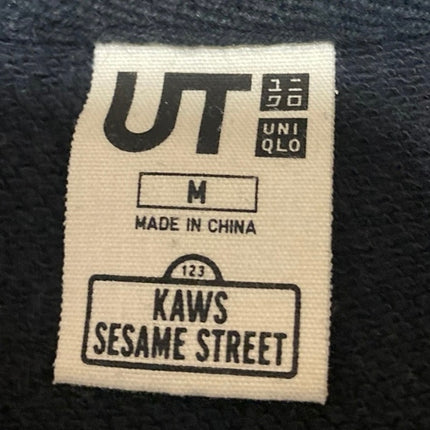 UT
ユニ
クロ
UNI
QLO
M
MADE IN CHINA
123
KAWS
SESAME STREET